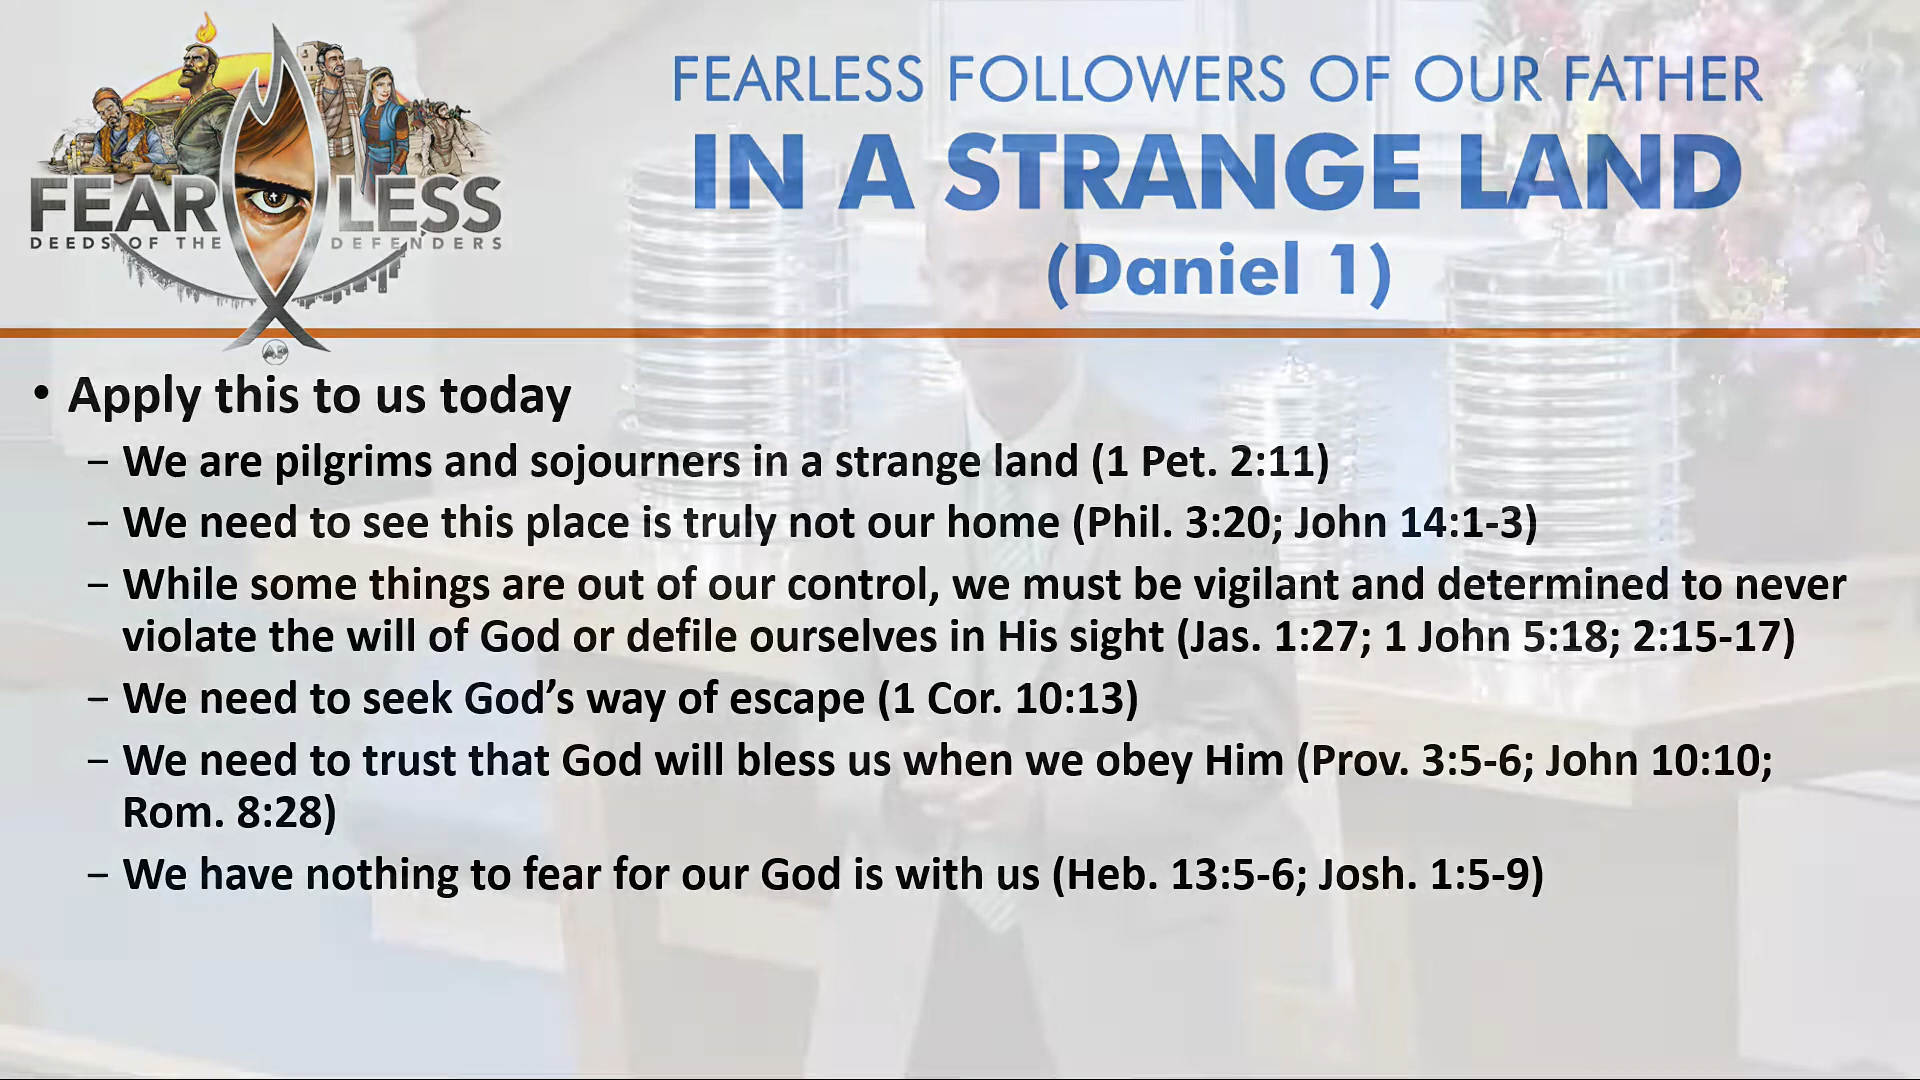 FEARLESS FOLLOWERS OF OUR FATHER
IN A STRANGE LAND
(Daniel 1)
FEARLESS
DEEDS OF THE DEFENDERS
AP
• Apply this to us today
– We are pilgrims and sojourners in a strange land (1 Pet. 2:11)
– We need to see this place is truly not our home (Phil. 3:20; John 14:1-3)
– While some things are out of our control, we must be vigilant and determined to never
violate the will of God or defile ourselves in His sight (Jas. 1:27; 1 John 5:18; 2:15-17)
– We need to seek God’s way of escape (1 Cor. 10:13)
– We need to trust that God will bless us when we obey Him (Prov. 3:5-6; John 10:10;
Rom. 8:28)
– We have nothing to fear for our God is with us (Heb. 13:5-6; Josh. 1:5-9)